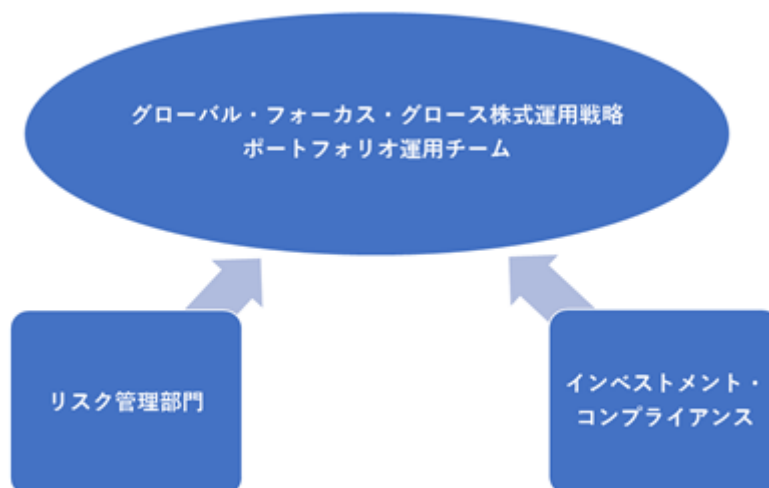 グローバル・フォーカス・グロース株式運用戦略
ポートフォリオ運用チーム
リスク管理部門
インベストメント・
コンプライアンス